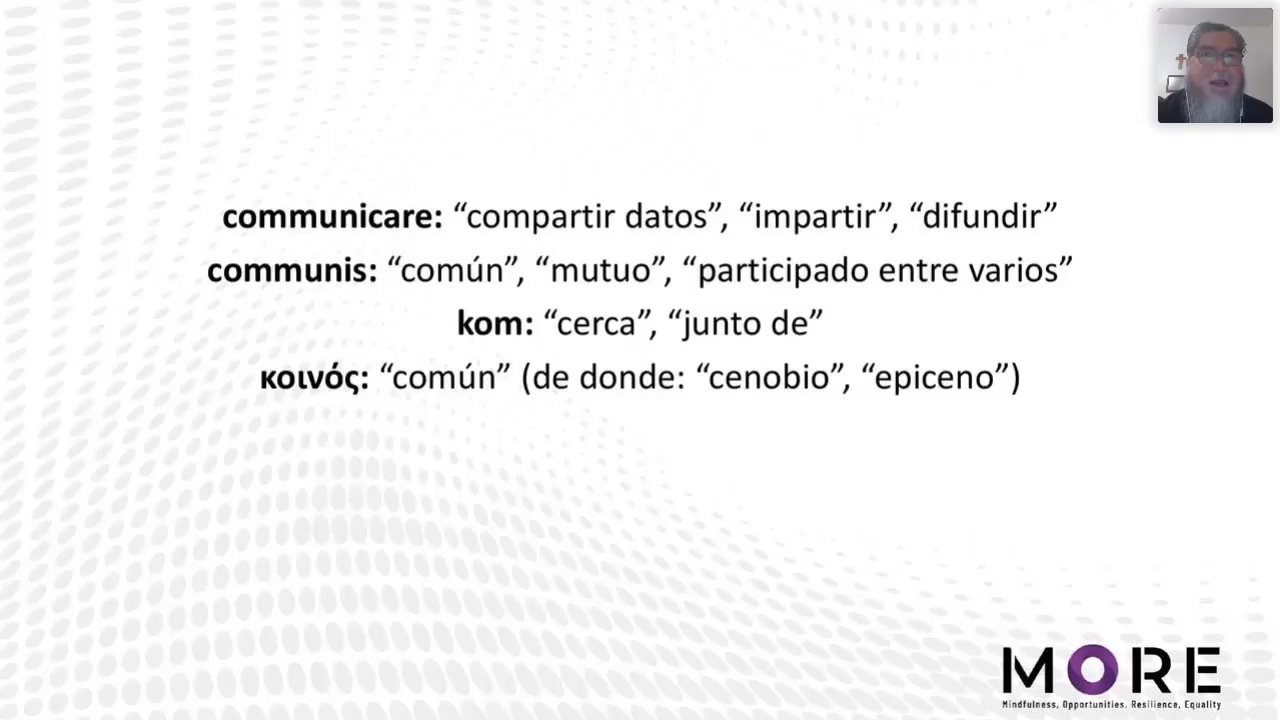 communicare: “compartir datos”, “impartir”, “difundir”
communis: “común”, “mutuo”, “participado entre varios”
kom: “cerca”, “junto de”
κοινός: “común” (de donde: “cenobio”, “epiceno”)
MORE
Mindfulness, Opportunities, Resilience, Equality